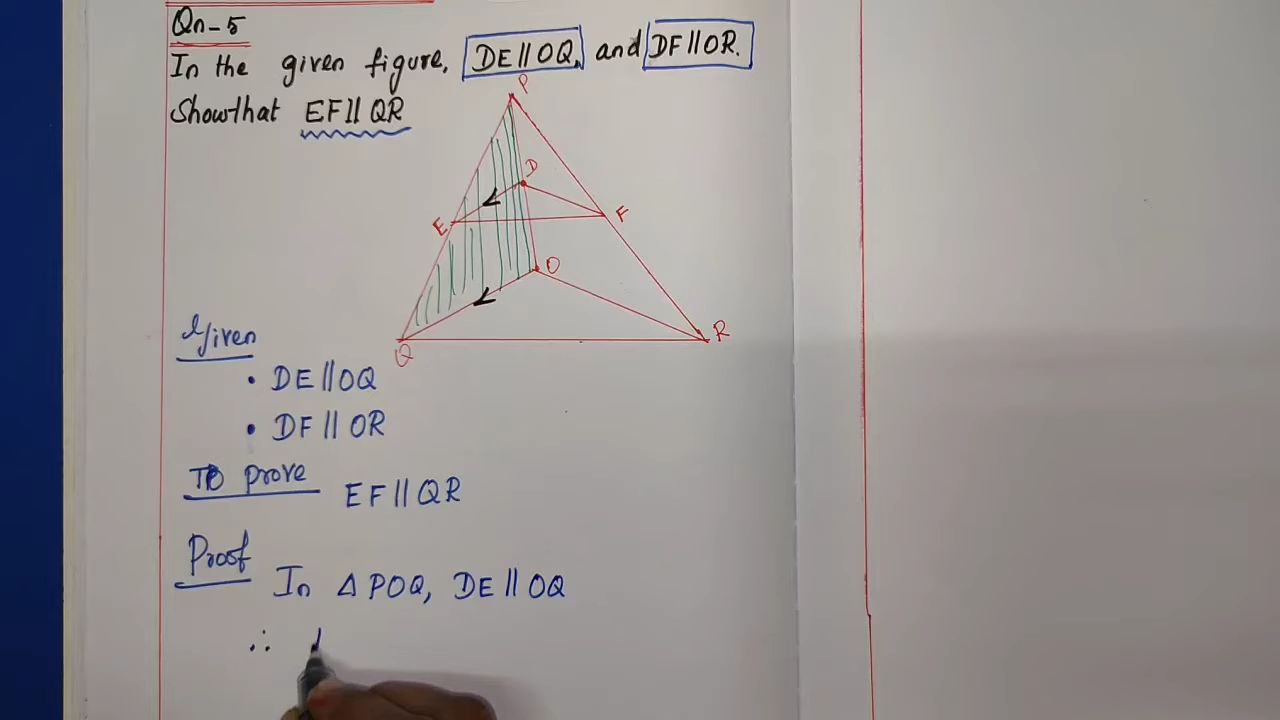 Qn-5
In the given figure, DE || OQ, and DF || OR.
Show that EF || QR
P
D
E
F
O
Q
R
Given
• DE || OQ
• DF || OR
To prove EF || QR
Proof In Δ POQ, DE || OQ
∴